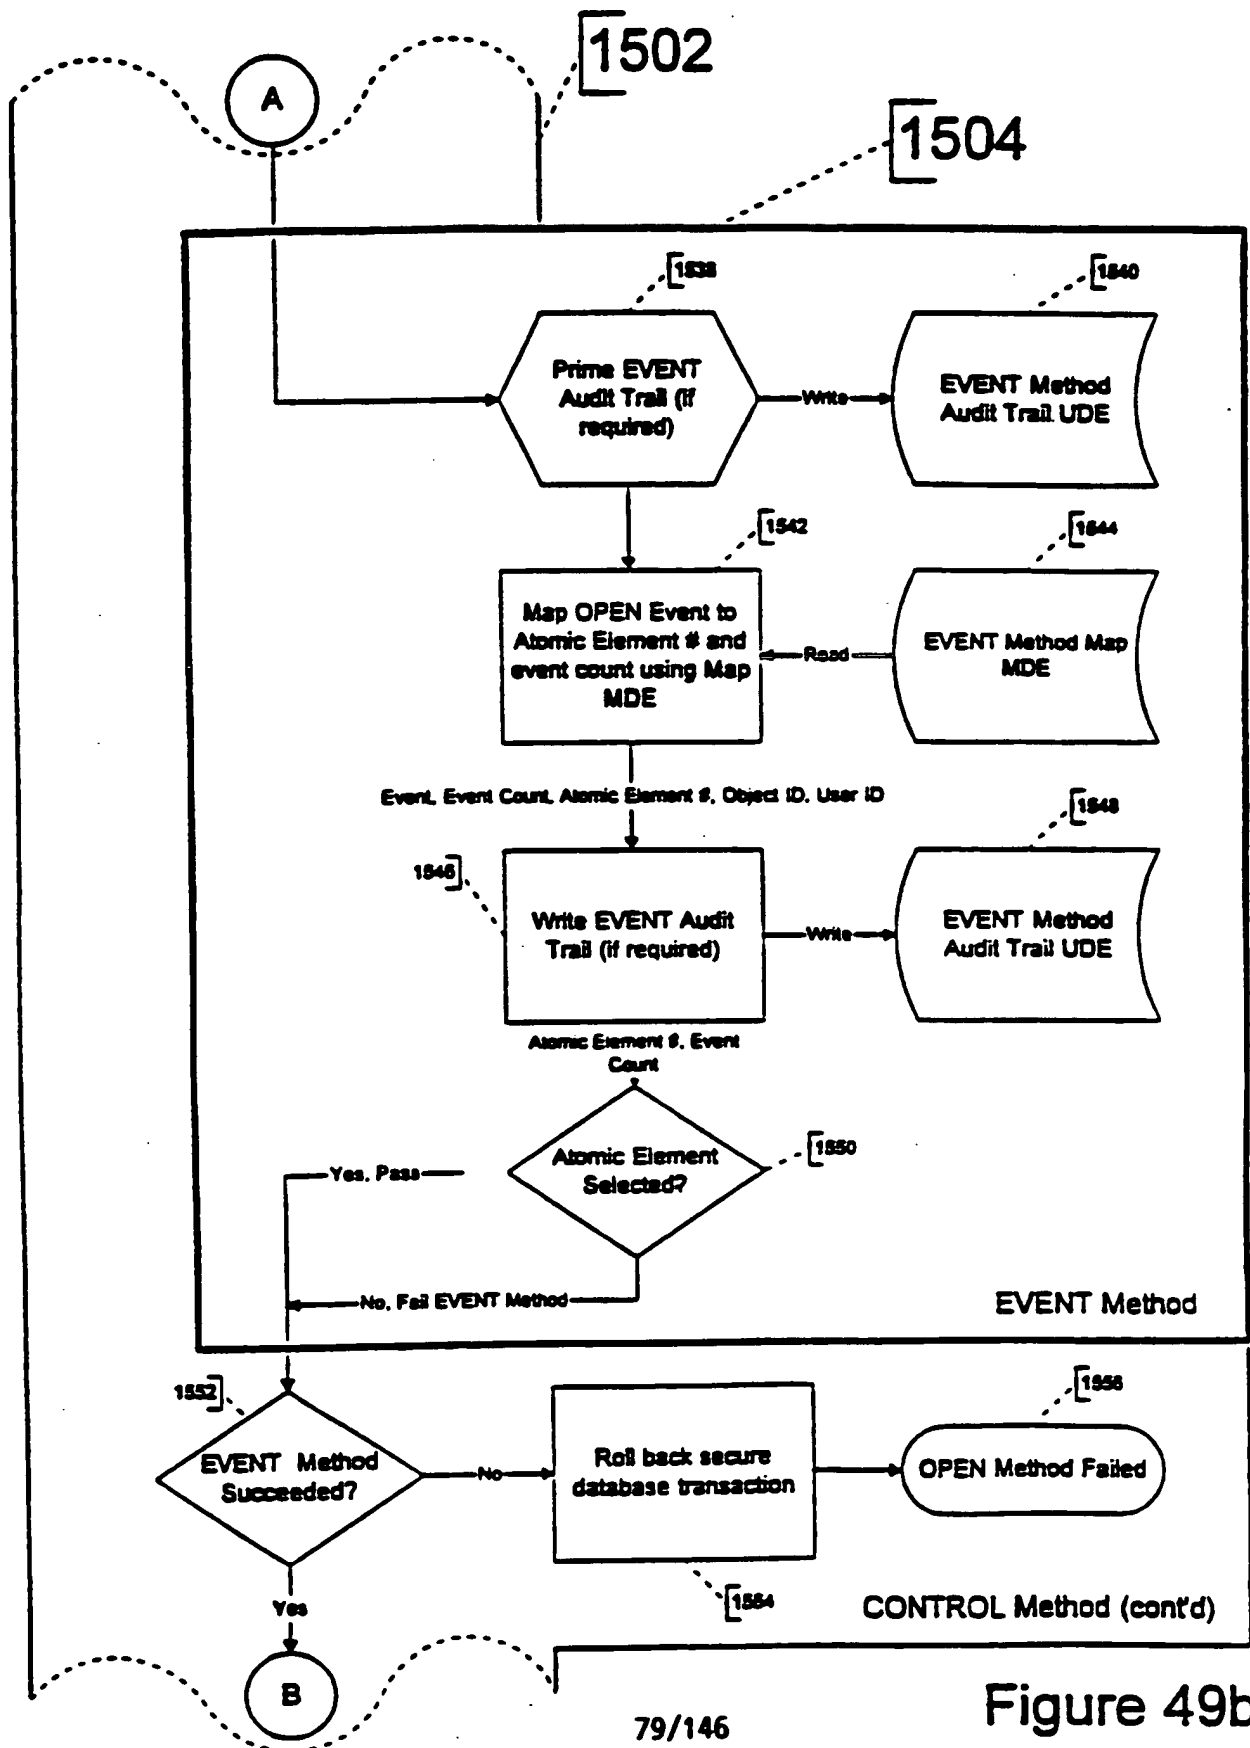 1502
A
1504
1538
1540
Prime EVENT
Audit Trail (if
required)
Write
EVENT Method
Audit Trail UDE
1542
1544
Map OPEN Event to
Atomic Element # and
event count using Map
MDE
Read
EVENT Method Map
MDE
Event, Event Count, Atomic Element #, Object ID, User ID
1546
1548
Write EVENT Audit
Trail (if required)
Write
EVENT Method
Audit Trail UDE
Atomic Element #, Event
Count
1550
Atomic Element
Selected?
Yes, Pass
No, Fail EVENT Method
EVENT Method
1552
1556
EVENT Method
Succeeded?
No
Roll back secure
database transaction
OPEN Method Failed
1554
Yes
CONTROL Method (cont'd)
B
Figure 49b
79/146